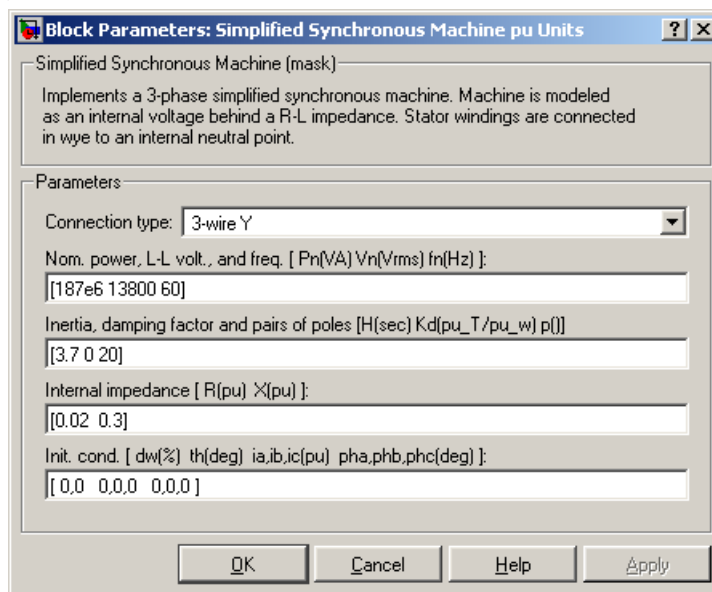 Block Parameters: Simplified Synchronous Machine pu Units
Simplified Synchronous Machine (mask)
Implements a 3-phase simplified synchronous machine. Machine is modeled
as an internal voltage behind a R-L impedance. Stator windings are connected
in wye to an internal neutral point.
Parameters
Connection type: 3-wire Y
Nom. power, L-L volt., and freq. [ Pn(VA) Vn(Vrms) fn(Hz) ]:
[187e6 13800 60]
Inertia, damping factor and pairs of poles [H(sec) Kd(pu_T/pu_w) p()]
[3.7 0 20]
Internal impedance [ R(pu) X(pu) ]:
[0.02 0.3]
Init. cond. [ dw(%) th(deg) ia,ib,ic(pu) pha,phb,phc(deg) ]:
[ 0,0 0,0,0 0,0,0 ]
OK Cancel Help Apply